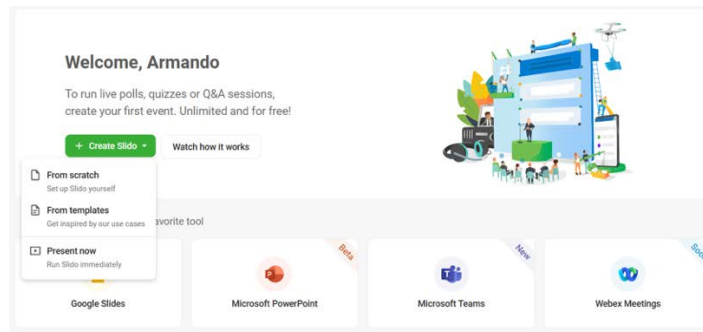 Welcome, Armando
To run live polls, quizzes or Q&A sessions,
create your first event. Unlimited and for free!
+ Create Slido
Watch how it works
From scratch
Set up Slido yourself
From templates
Get inspired by our use cases
avorite tool
Present now
Run Slido immediately
Google Slides
Beta
Microsoft PowerPoint
New
Microsoft Teams
Soo
Webex Meetings